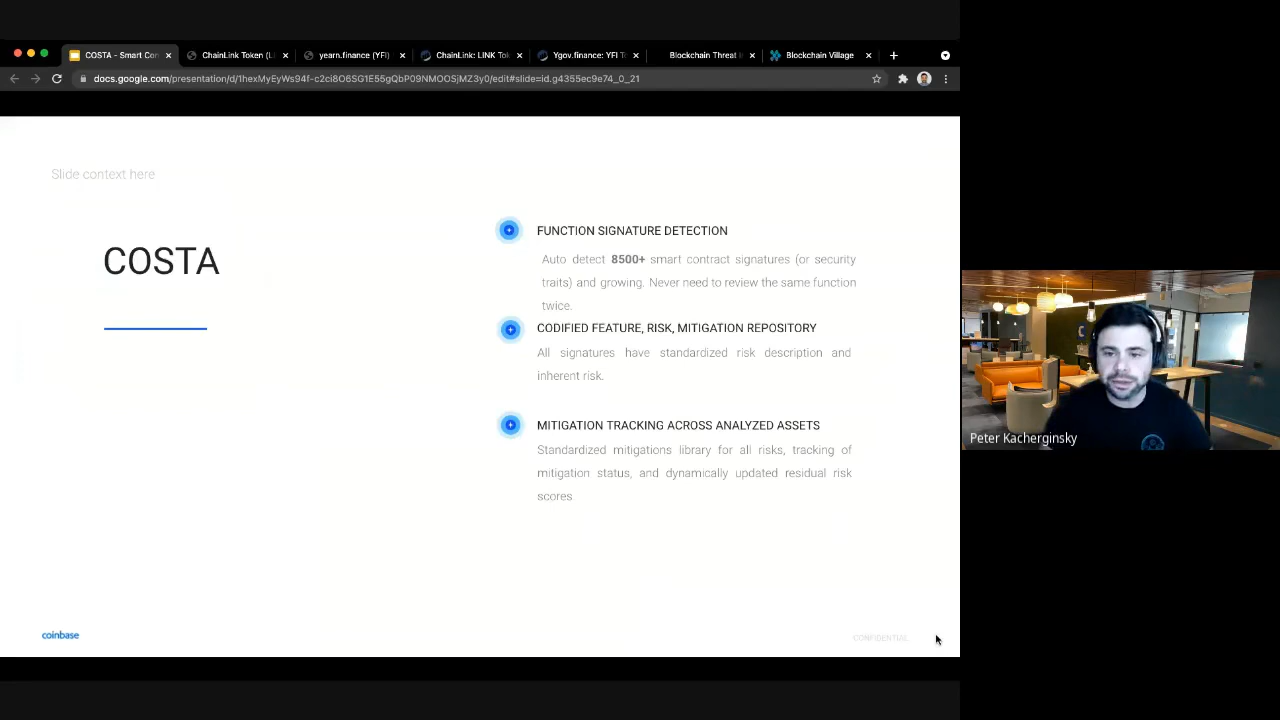 COSTA - Smart Con
ChainLink Token (L
yearn.finance (YFI)
ChainLink: LINK Tok
Ygov.finance: YFI T
Blockchain Threat I
Blockchain Village
docs.google.com/presentation/d/1hexMyEyWs94f-c2ci8O6SG1E55gQbP09NMOOSjMZ3y0/edit#slide=id.g4355ec9e74_0_21
Slide context here
COSTA
FUNCTION SIGNATURE DETECTION
Auto detect 8500+ smart contract signatures (or security
traits) and growing. Never need to review the same function
twice.
CODIFIED FEATURE, RISK, MITIGATION REPOSITORY
All signatures have standardized risk description and
inherent risk.
MITIGATION TRACKING ACROSS ANALYZED ASSETS
Standardized mitigations library for all risks, tracking of
mitigation status, and dynamically updated residual risk
scores
coinbase
CONFIDENTIAL
Peter Kacherginsky